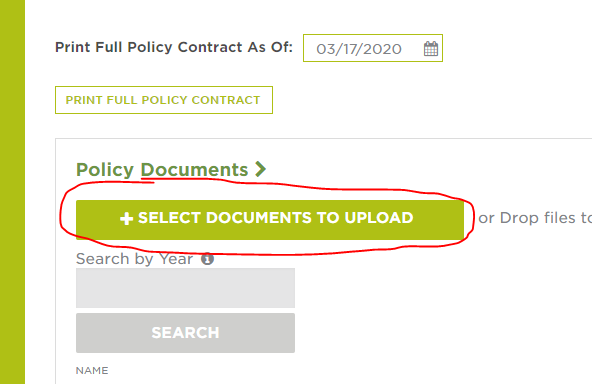 Print Full Policy Contract As Of: 03/17/2020
PRINT FULL POLICY CONTRACT
Policy Documents
+ SELECT DOCUMENTS TO UPLOAD or Drop files to
Search by Year
SEARCH
NAME